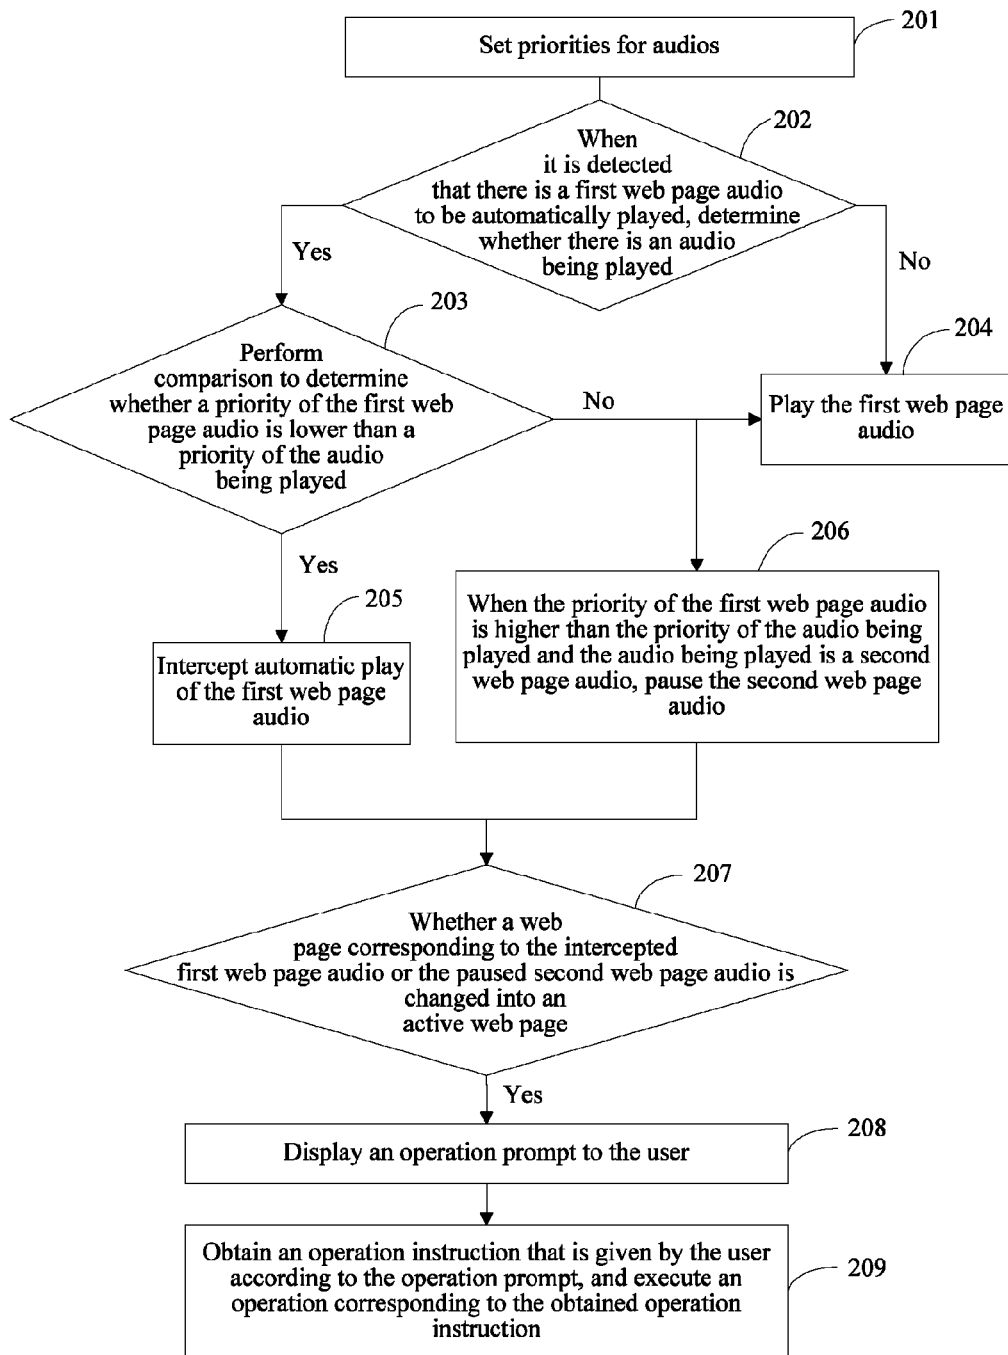 201
Set priorities for audios
202
When
it is detected
that there is a first web page audio
to be automatically played, determine
whether there is an audio
being played
Yes
No
203
204
Perform
comparison to determine
whether a priority of the first web
page audio is lower than a
priority of the audio
being played
No
Play the first web page
audio
Yes
206
205
When the priority of the first web page audio
is higher than the priority of the audio being
played and the audio being played is a second
web page audio, pause the second web page
audio
Intercept automatic play
of the first web page
audio
207
Whether a web
page corresponding to the intercepted
first web page audio or the paused second web page audio is
changed into an
active web page
Yes
208
Display an operation prompt to the user
Obtain an operation instruction that is given by the user
according to the operation prompt, and execute an
operation corresponding to the obtained operation
instruction
209